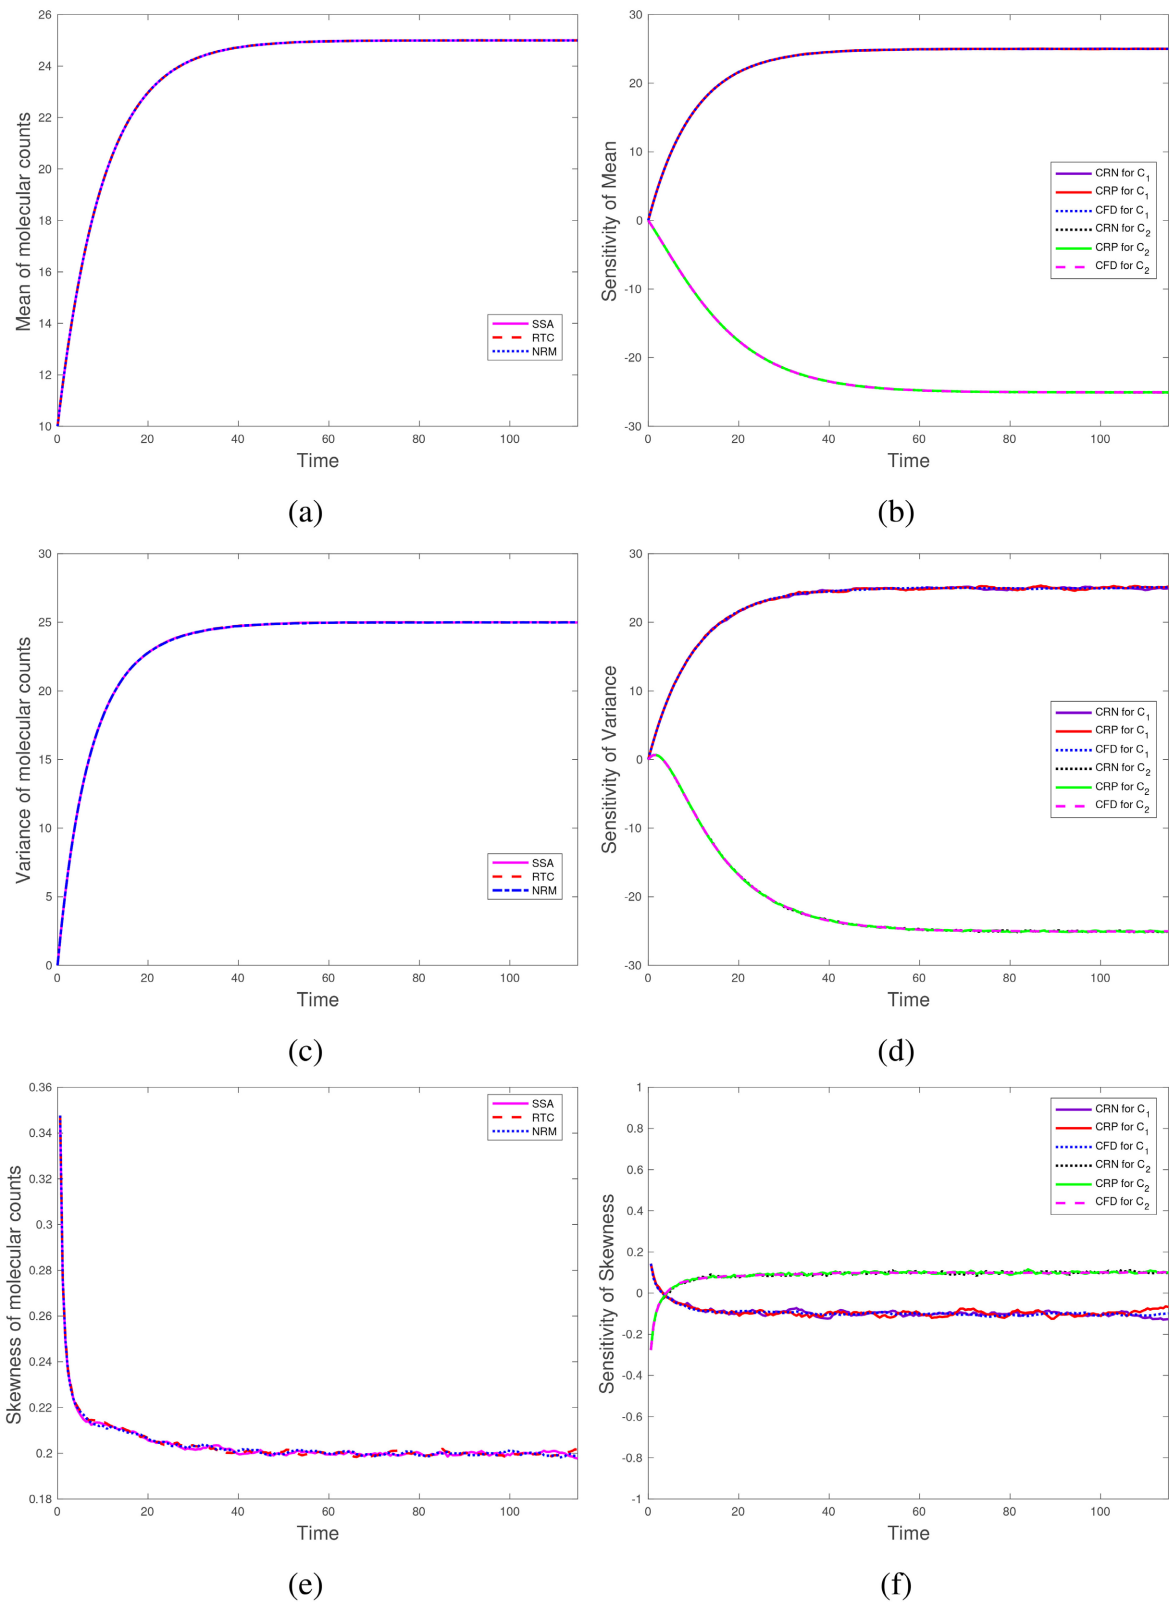 26
24
22
20
18
16
14
12
10
0
20
40
60
80
100
Mean of molecular counts
Time
SSA
RTC
NRM
(a)
30
20
10
0
-10
-20
-30
0
20
40
60
80
100
Sensitivity of Mean
Time
CRN for C1
CRP for C1
CFD for C1
CRN for C2
CRP for C2
CFD for C2
(b)
30
25
20
15
10
5
0
0
20
40
60
80
100
Variance of molecular counts
Time
SSA
RTC
NRM
(c)
30
20
10
0
-10
-20
-30
0
20
40
60
80
100
Sensitivity of Variance
Time
CRN for C1
CRP for C1
CFD for C1
CRN for C2
CRP for C2
CFD for C2
(d)
0.36
0.34
0.32
0.3
0.28
0.26
0.24
0.22
0.2
0.18
0
20
40
60
80
100
Skewness of molecular counts
Time
SSA
RTC
NRM
(e)
1
0.8
0.6
0.4
0.2
0
-0.2
-0.4
-0.6
-0.8
-1
0
20
40
60
80
100
Sensitivity of Skewness
Time
CRN for C1
CRP for C1
CFD for C1
CRN for C2
CRP for C2
CFD for C2
(f)